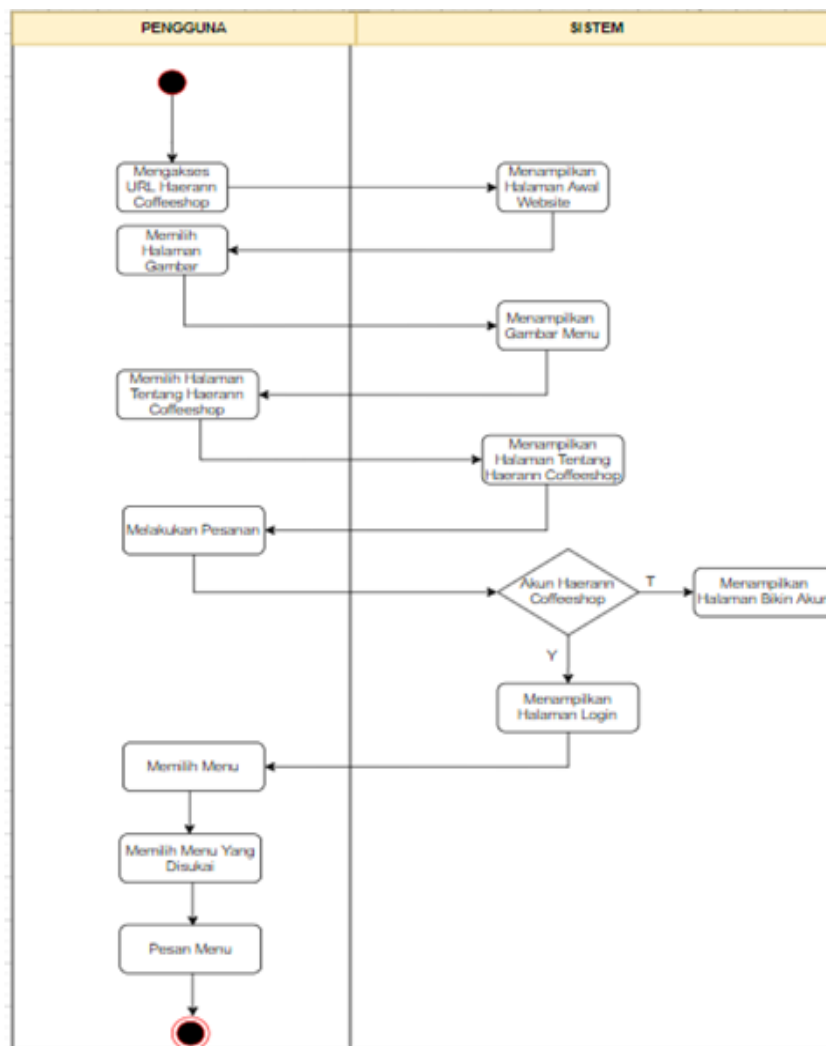 PENGGUNA
SISTEM
Mengakses
URL Haerann
Coffeeshop
Menampilkan
Halaman Awal
Website
Memilih
Halaman
Gambar
Menampilkan
Gambar Menu
Memilih Halaman
Tentang Haerann
Coffeeshop
Menampilkan
Halaman Tentang
Haerann Coffeeshop
Melakukan Pesanan
Akun Haerann
Coffeeshop
T
Menampilkan
Halaman Bikin Akun
Y
Menampilkan
Halaman Login
Memilih Menu
Memilih Menu Yang
Disukai
Pesan Menu